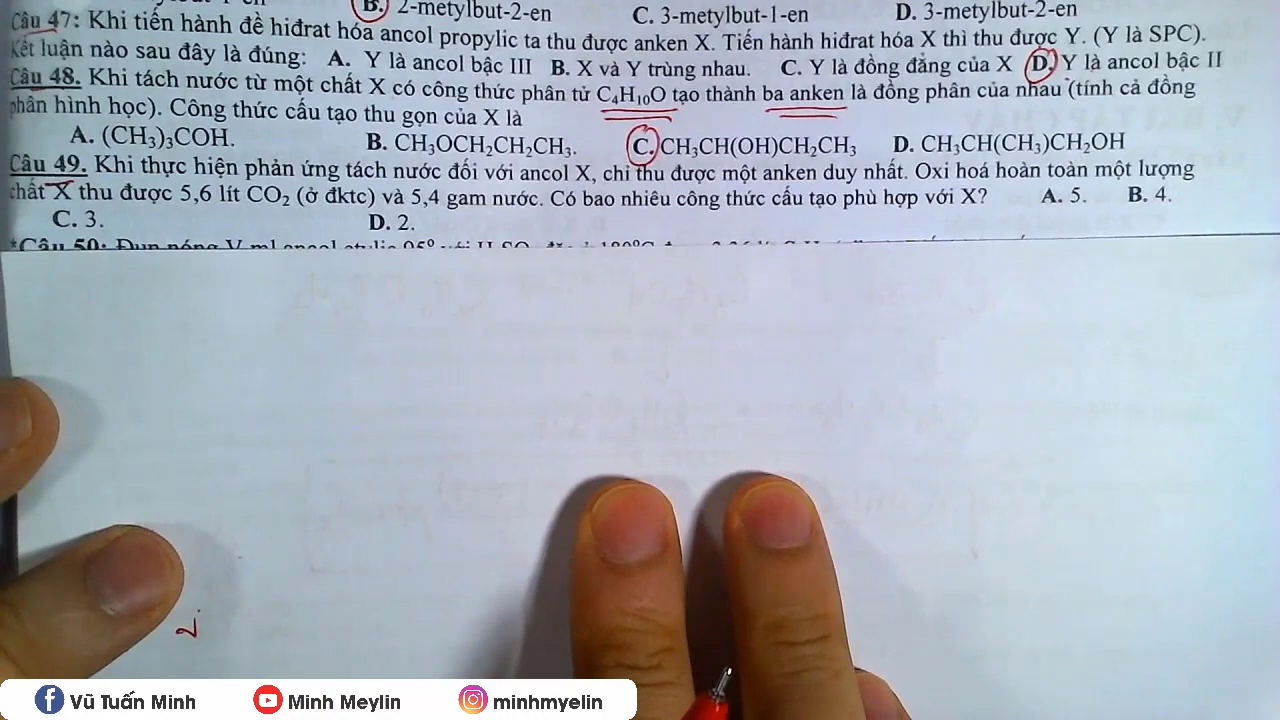 B. 2-metylbut-2-en C. 3-metylbut-1-en D. 3-metylbut-2-en
Câu 47: Khi tiến hành đề hiđrat hóa ancol propylic ta thu được anken X. Tiến hành hiđrat hóa X thì thu được Y. (Y là SPC).
Kết luận nào sau đây là đúng: A. Y là ancol bậc III B. X và Y trùng nhau. C. Y là đồng đẳng của X D. Y là ancol bậc II
Câu 48. Khi tách nước từ một chất X có công thức phân tử C₄H₁₀O tạo thành ba anken là đồng phân của nhau (tính cả đồng
phân hình học). Công thức cấu tạo thu gọn của X là
A. (CH₃)₃COH. B. CH₃OCH₂CH₂CH₃. C. CH₃CH(OH)CH₂CH₃ D. CH₃CH(CH₃)CH₂OH
Câu 49. Khi thực hiện phản ứng tách nước đối với ancol X, chỉ thu được một anken duy nhất. Oxi hoá hoàn toàn một lượng
chất X thu được 5,6 lít CO₂ (ở đktc) và 5,4 gam nước. Có bao nhiêu công thức cấu tạo phù hợp với X? A. 5. B. 4.
C. 3. D. 2.
*Câu 50: Đun nóng V ml ancol etylic 95⁰
Vũ Tuấn Minh Minh Meylin minhmyelin